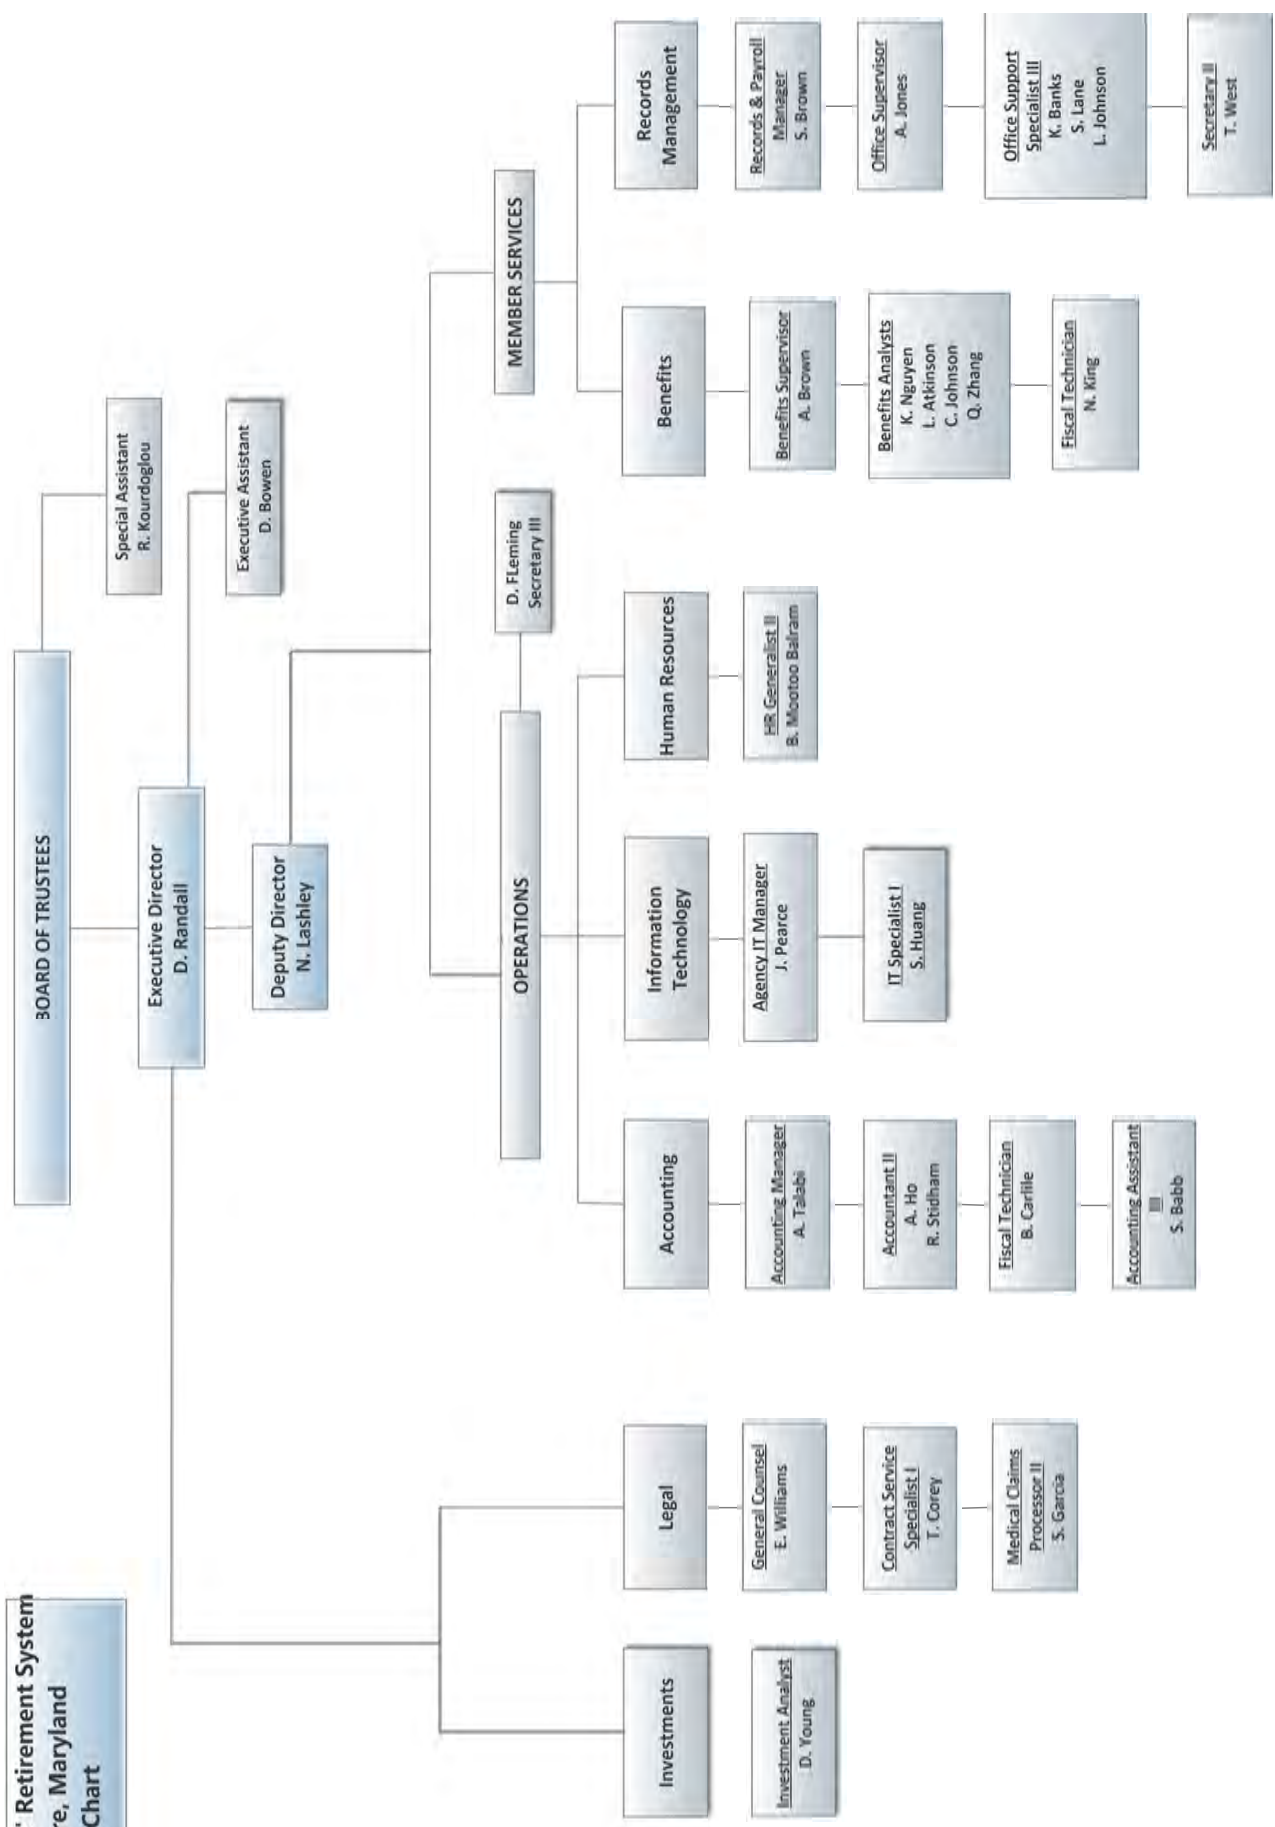 ' Retirement System
re, Maryland
Chart
BOARD OF TRUSTEES
Special Assistant
R. Kourdoglou
Executive Director
D. Randall
Executive Assistant
D. Bowen
Deputy Director
N. Lashley
OPERATIONS
D. FLeming
Secretary III
MEMBER SERVICES
Investments
Investment Analyst
D. Young
Legal
General Counsel
E. Williams
Contract Service
Specialist I
T. Corey
Medical Claims
Processor II
S. Garcia
Accounting
Accounting Manager
A. Talabi
Accountant II
A. Ho
R. Stidham
Fiscal Technician
B. Carlile
Accounting Assistant
III
S. Babb
Information
Technology
Agency IT Manager
J. Pearce
IT Specialist I
S. Huang
Human Resources
HR Generalist II
B. Mootoo Balram
Benefits
Benefits Supervisor
A. Brown
Benefits Analysts
K. Nguyen
L. Atkinson
C. Johnson
Q. Zhang
Fiscal Technician
N. King
Records
Management
Records & Payroll
Manager
S. Brown
Office Supervisor
A. Jones
Office Support
Specialist III
K. Banks
S. Lane
L. Johnson
Secretary II
T. West